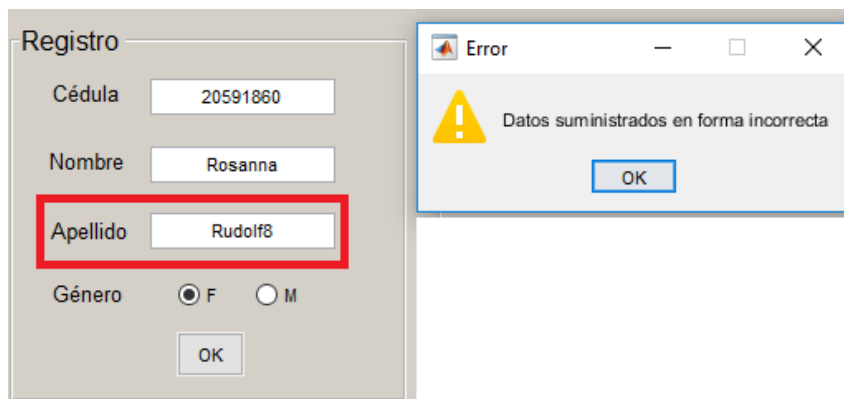 Registro
Cédula 20591860
Nombre Rosanna
Apellido Rudolf8
Género F M
OK
Error
Datos suministrados en forma incorrecta
OK